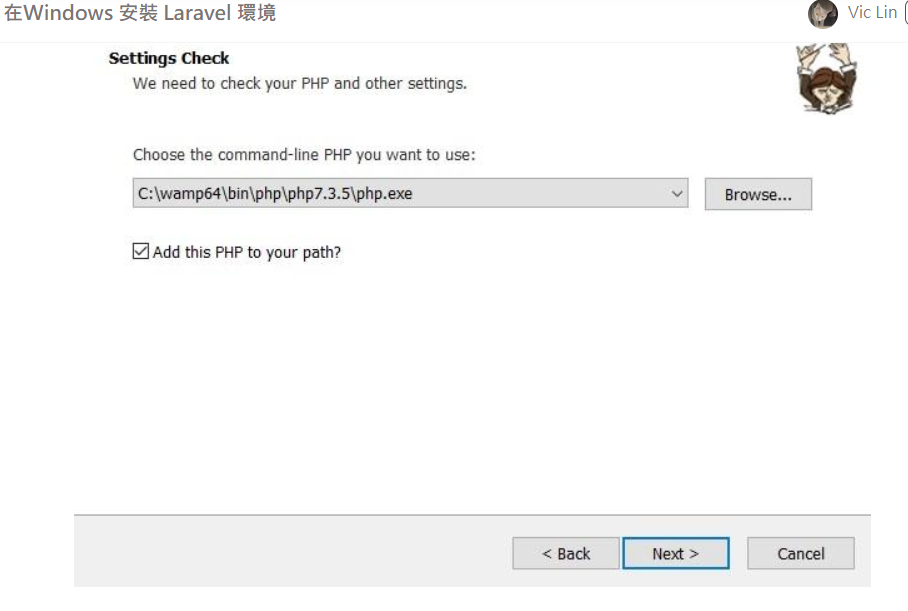 在Windows 安裝 Laravel 環境
Vic Lin
Settings Check
We need to check your PHP and other settings.
Choose the command-line PHP you want to use:
C:\wamp64\bin\php\php7.3.5\php.exe
Browse...
Add this PHP to your path?
< Back
Next >
Cancel